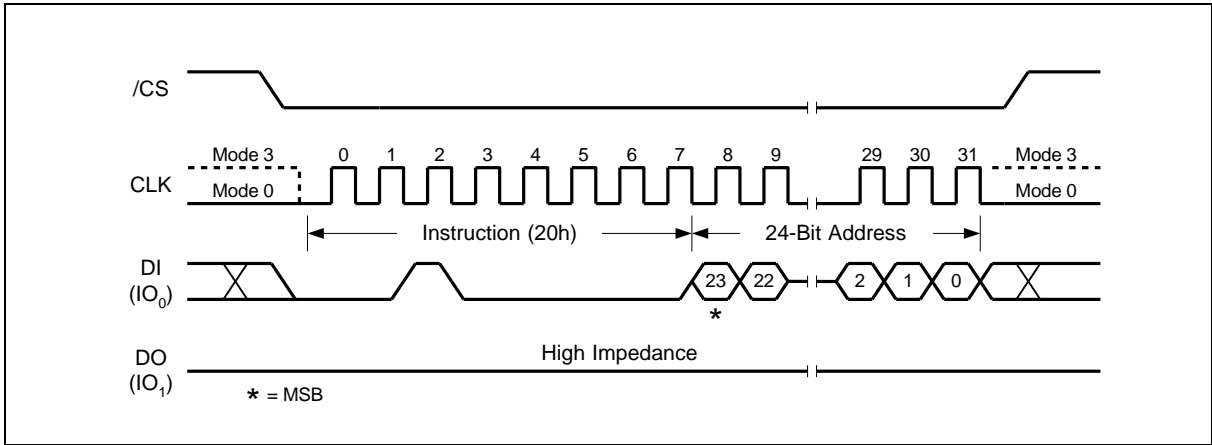 /CS
Mode 3 0 1 2 3 4 5 6 7 8 9 29 30 31 Mode 3
CLK
Mode 0 Mode 0
Instruction (20h) 24-Bit Address
DI
(IO0)
23 22 2 1 0
*
High Impedance
DO
(IO1)
* = MSB